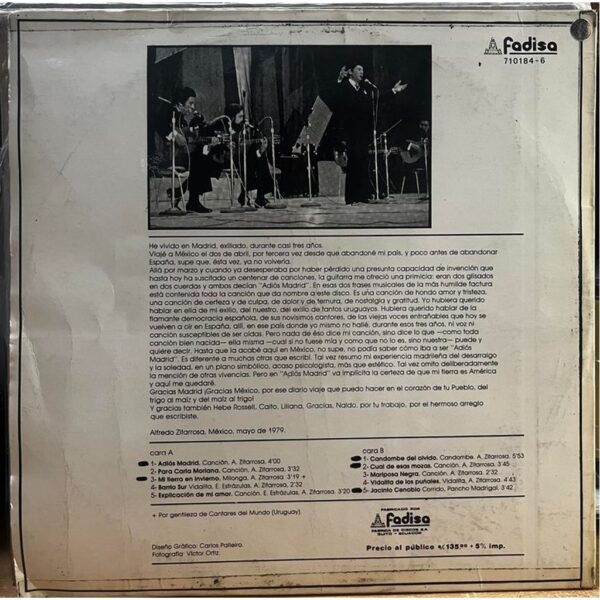 Fadisa
710184-6
He vivido en Madrid, exiliado, durante casi tres años.
Viajé a México el dos de abril, por tercera vez desde que abandoné mi país, y poco antes de abandonar
España, supe que, ésta vez, ya no volvería.
Allá por marzo y cuando ya desesperaba por haber perdido una presunta capacidad de invención que
hasta hoy ha suscitado un centenar de canciones, la guitarra me ofreció una primicia: eran dos glisados
en dos cuerdas y ambos decían "Adiós Madrid". En esas dos frases musicales de la más humilde factura
está contenida toda la canción que da nombre a este disco. Es una canción de hondo amor y tristeza,
una canción de certeza y de culpa, de dolor y de ternura, de nostalgia y gratitud. Yo hubiera querido
hablar en ella de mi exilio, del nuestro, del exilio de tantos uruguayos. Hubiera querido hablar de la
flamante democracia española, de sus novísimos cantores, de las viejas voces entrañables que hoy se
vuelven a oír en España, allí, en ese país donde yo mismo no hallé, durante esos tres años, ni voz ni
canción susceptibles de ser oídas. Pero nada de éso dice mi canción, sino dice lo que —como toda
canción bien nacida— ella misma —cual si no fuese mía y como que no lo es, sino nuestra— puede y
quiere decir. Hasta que la acabé aquí en México, no supe, no podía saber cómo iba a ser "Adiós
Madrid". Es diferente a muchas otras que escribí. Tal vez resumo mi experiencia madrileña del desarraigo
y la soledad, en un plano simbólico, acaso psicologista, más que estético. Tal vez omito deliberadamente
la mención de otras vivencias. Pero en "Adiós Madrid" va implícita la certeza de que mi tierra es América
y aquí me quedaré.
Gracias Madrid ¡Gracias México, por ese diario viaje que puedo hacer en el corazón de tu Pueblo, del
trigo al maíz y del maíz al trigo!
Y gracias también Hebe Rosell, Caito, Liliana, Gracias, Naldo, por tu trabajo, por el hermoso arreglo
que escribiste.
Alfredo Zitarrosa, México, mayo de 1979.
cara A
1- Adiós Madrid. Canción, A. Zitarrosa, 4'00
2- Para Carla Moriana, Canción, A. Zitarrosa, 3'32
3- Mi tierra en invierno. Milonga, A. Zitarrosa 3'19 +
4- Barrio Sur Vidalita, E. Estrázulas, A. Zitarrosa, 2'32
5- Explicación de mi amor. Canción E. Estrázulas, A. Zitarrosa, 3'20
cara B
1- Candombe del olvido. Candombe. A. Zitarrosa, 5'53
2- Cual de esas mozas. Canción, A. Zitarrosa. 3'45
3- Mariposa Negra. Canción, A. Zitarrosa. 2'32
4- Vidalita de los puñales. A. Zitarrosa. 4'43
5- Jacinto Cenobio Corrido, Pancho Madrigal. 3'42
+ Por gentileza de Cantares del Mundo (Uruguay).
Diseño Gráfico: Carlos Palleiro.
Fotografía: Víctor Ortiz.
FABRICADO POR
Fadisa
FABRICA DE DISCOS S.A.
QUITO - ECUADOR
Precio al público s/.135.00 + 5% imp.